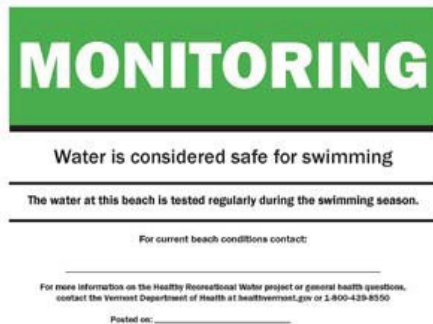 MONITORING
Water is considered safe for swimming
The water at this beach is tested regularly during the swimming season.
For current beach conditions contact:
For more information on the Healthy Recreational Water project or general health questions,
contact the Vermont Department of Health at healthvermont.gov or 1-800-439-8550
Posted on: